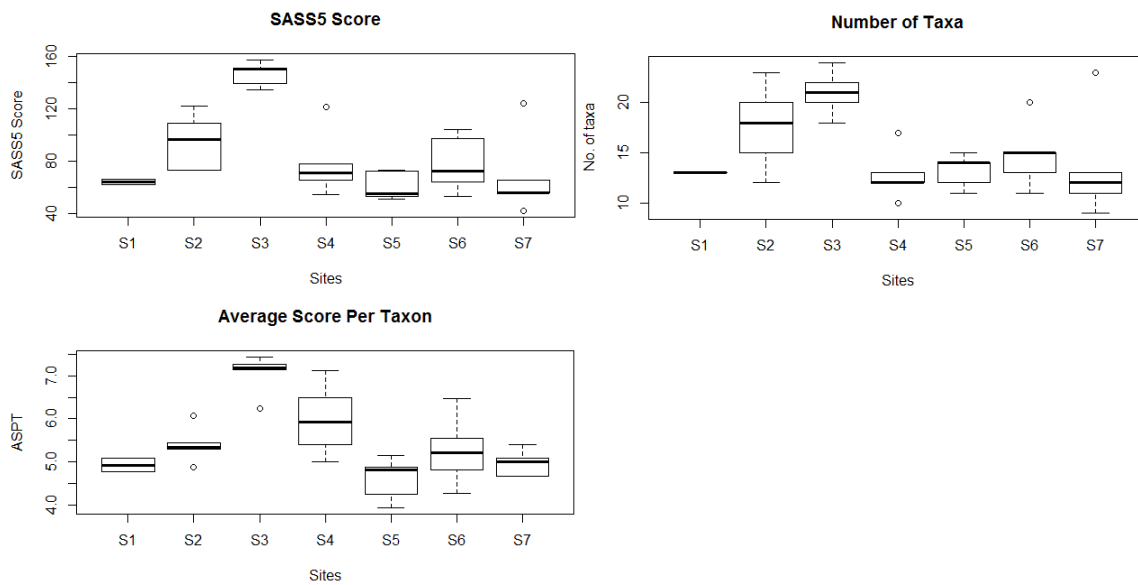 SASS5 Score
SASS5 Score
160
120
80
40
S1 S2 S3 S4 S5 S6 S7
Sites
Number of Taxa
No. of taxa
20
15
10
S1 S2 S3 S4 S5 S6 S7
Sites
Average Score Per Taxon
ASPT
7.0
6.0
5.0
4.0
S1 S2 S3 S4 S5 S6 S7
Sites